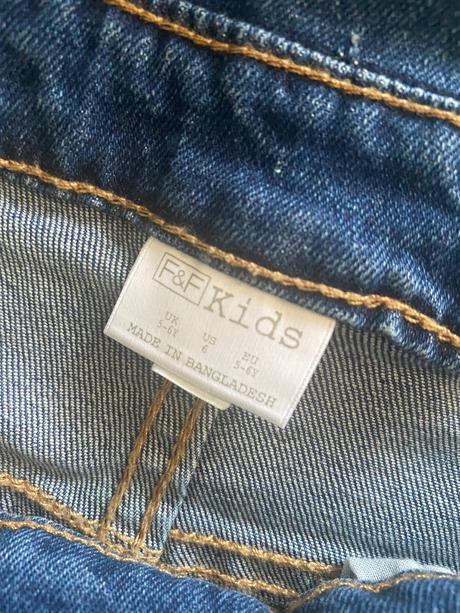 F&F Kids
UK US EU
5-6Y 6 5-6Y
MADE IN BANGLADESH